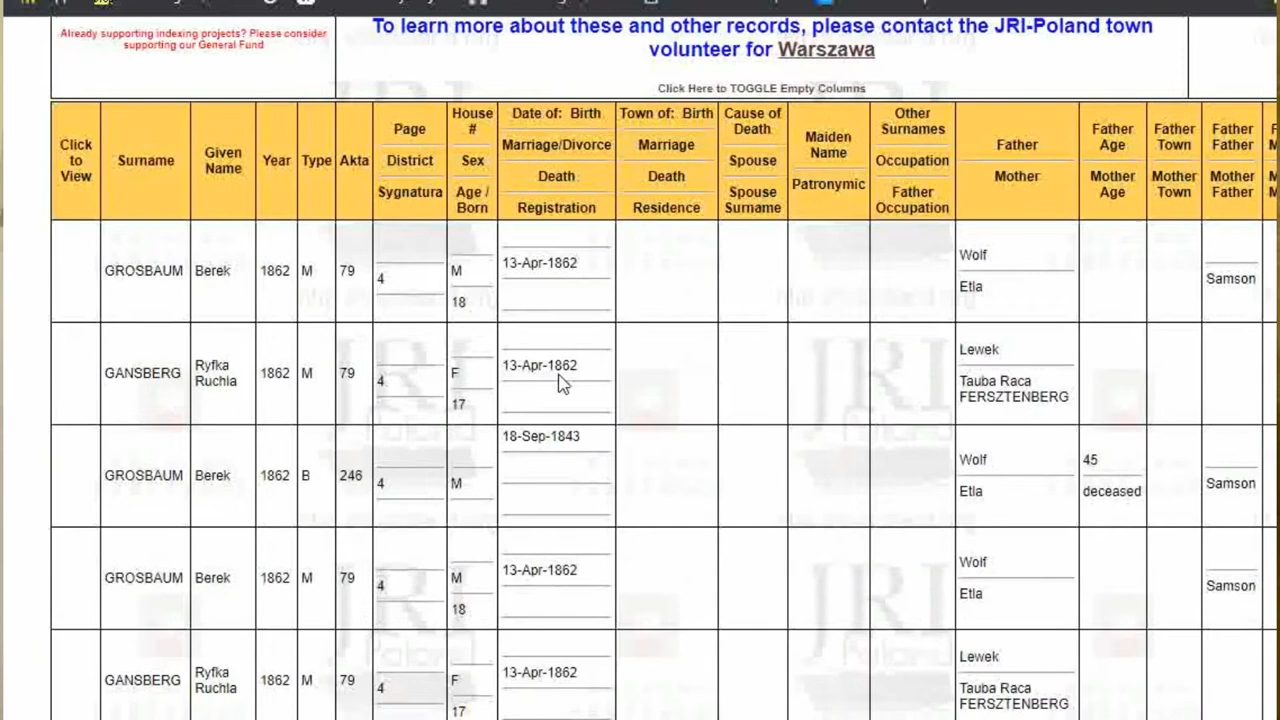 Already supporting indexing projects? Please consider
supporting our General Fund
To learn more about these and other records, please contact the JRI-Poland town
volunteer for Warszawa
Click Here to TOGGLE Empty Columns
Click
to
View
Surname
Given
Name
Year
Type
Akta
Page
District
Sygnatura
House
#
Sex
Age /
Born
Date of: Birth
Marriage/Divorce
Death
Registration
Town of: Birth
Marriage
Death
Residence
Cause of
Death
Spouse
Spouse
Surname
Maiden
Name
Patronymic
Other
Surnames
Occupation
Father
Occupation
Father
Mother
Father
Age
Mother
Age
Father
Town
Mother
Town
Father
Father
Mother
Father
GROSBAUM Berek 1862 M 79
4
M
18
13-Apr-1862
Wolf
Etla
Samson
GANSBERG
Ryfka
Ruchla
1862 M 79
4
F
17
13-Apr-1862
Lewek
Tauba Raca
FERSZTENBERG
GROSBAUM Berek 1862 B 246
4
M
18-Sep-1843
Wolf
Etla
45
deceased
Samson
GROSBAUM Berek 1862 M 79
4
M
18
13-Apr-1862
Wolf
Etla
Samson
GANSBERG
Ryfka
Ruchla
1862 M 79
4
F
17
13-Apr-1862
Lewek
Tauba Raca
FERSZTENBERG
JRI
Poland
JRI
Poland
JRI
Poland
JRI
Poland